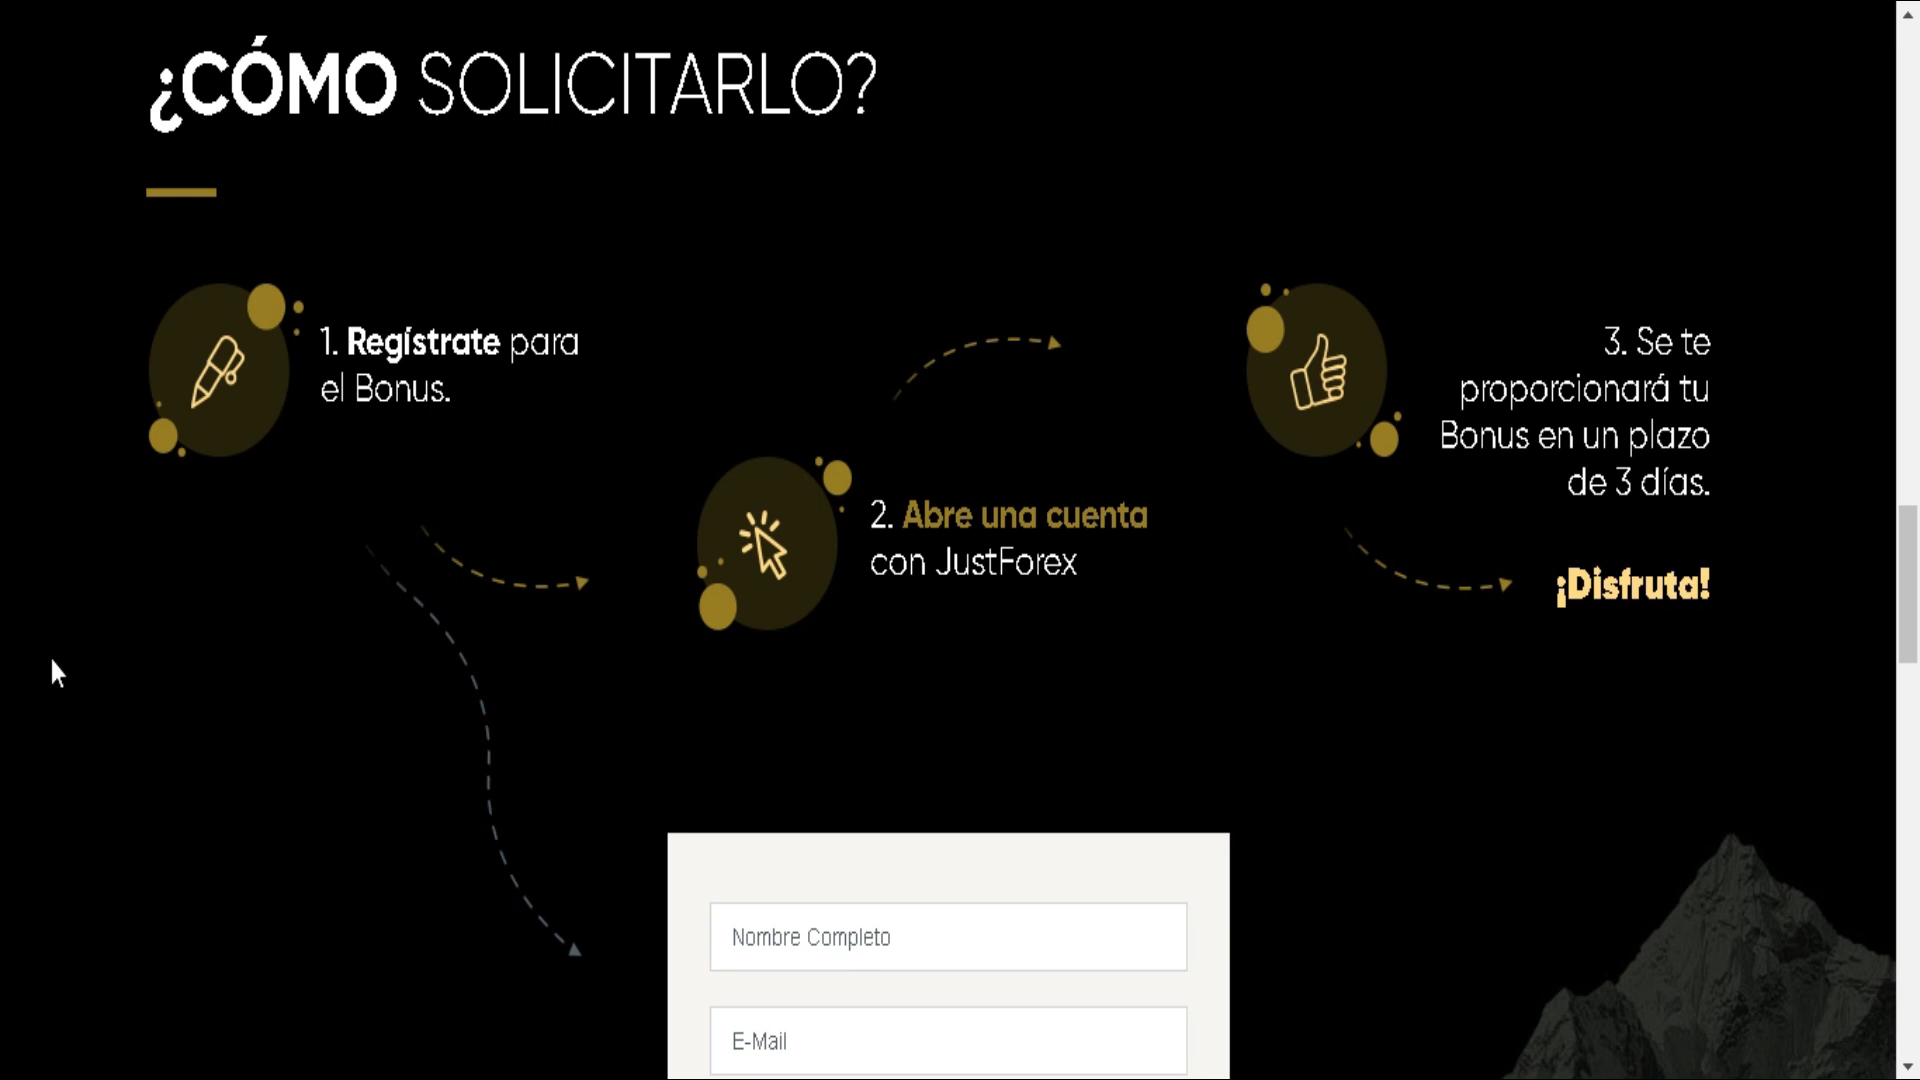 ¿CÓMO SOLICITARLO?
1. Regístrate para
el Bonus.
2. Abre una cuenta
con JustForex
3. Se te
proporcionará tu
Bonus en un plazo
de 3 días.
¡Disfruta!
Nombre Completo
E-Mail